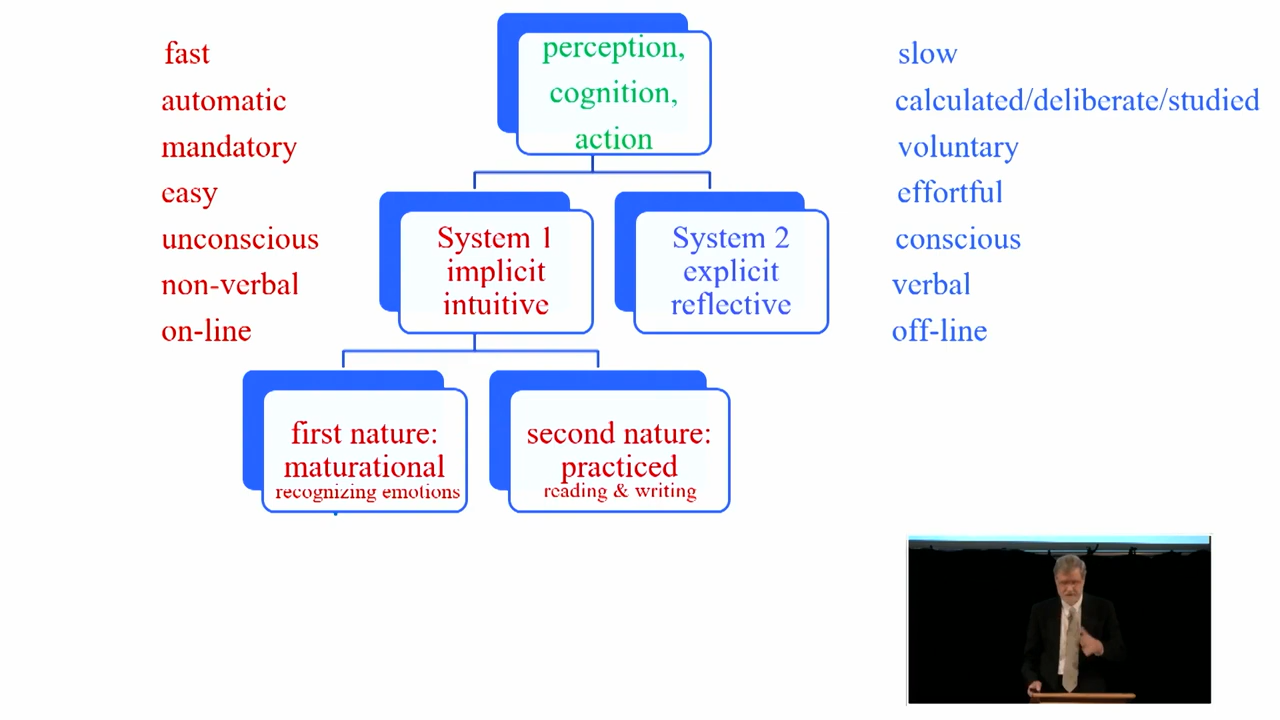 fast
automatic
mandatory
easy
unconscious
non-verbal
on-line
perception,
cognition,
action
System 1
implicit
intuitive
System 2
explicit
reflective
first nature:
maturational
recognizing emotions
second nature:
practiced
reading & writing
slow
calculated/deliberate/studied
voluntary
effortful
conscious
verbal
off-line